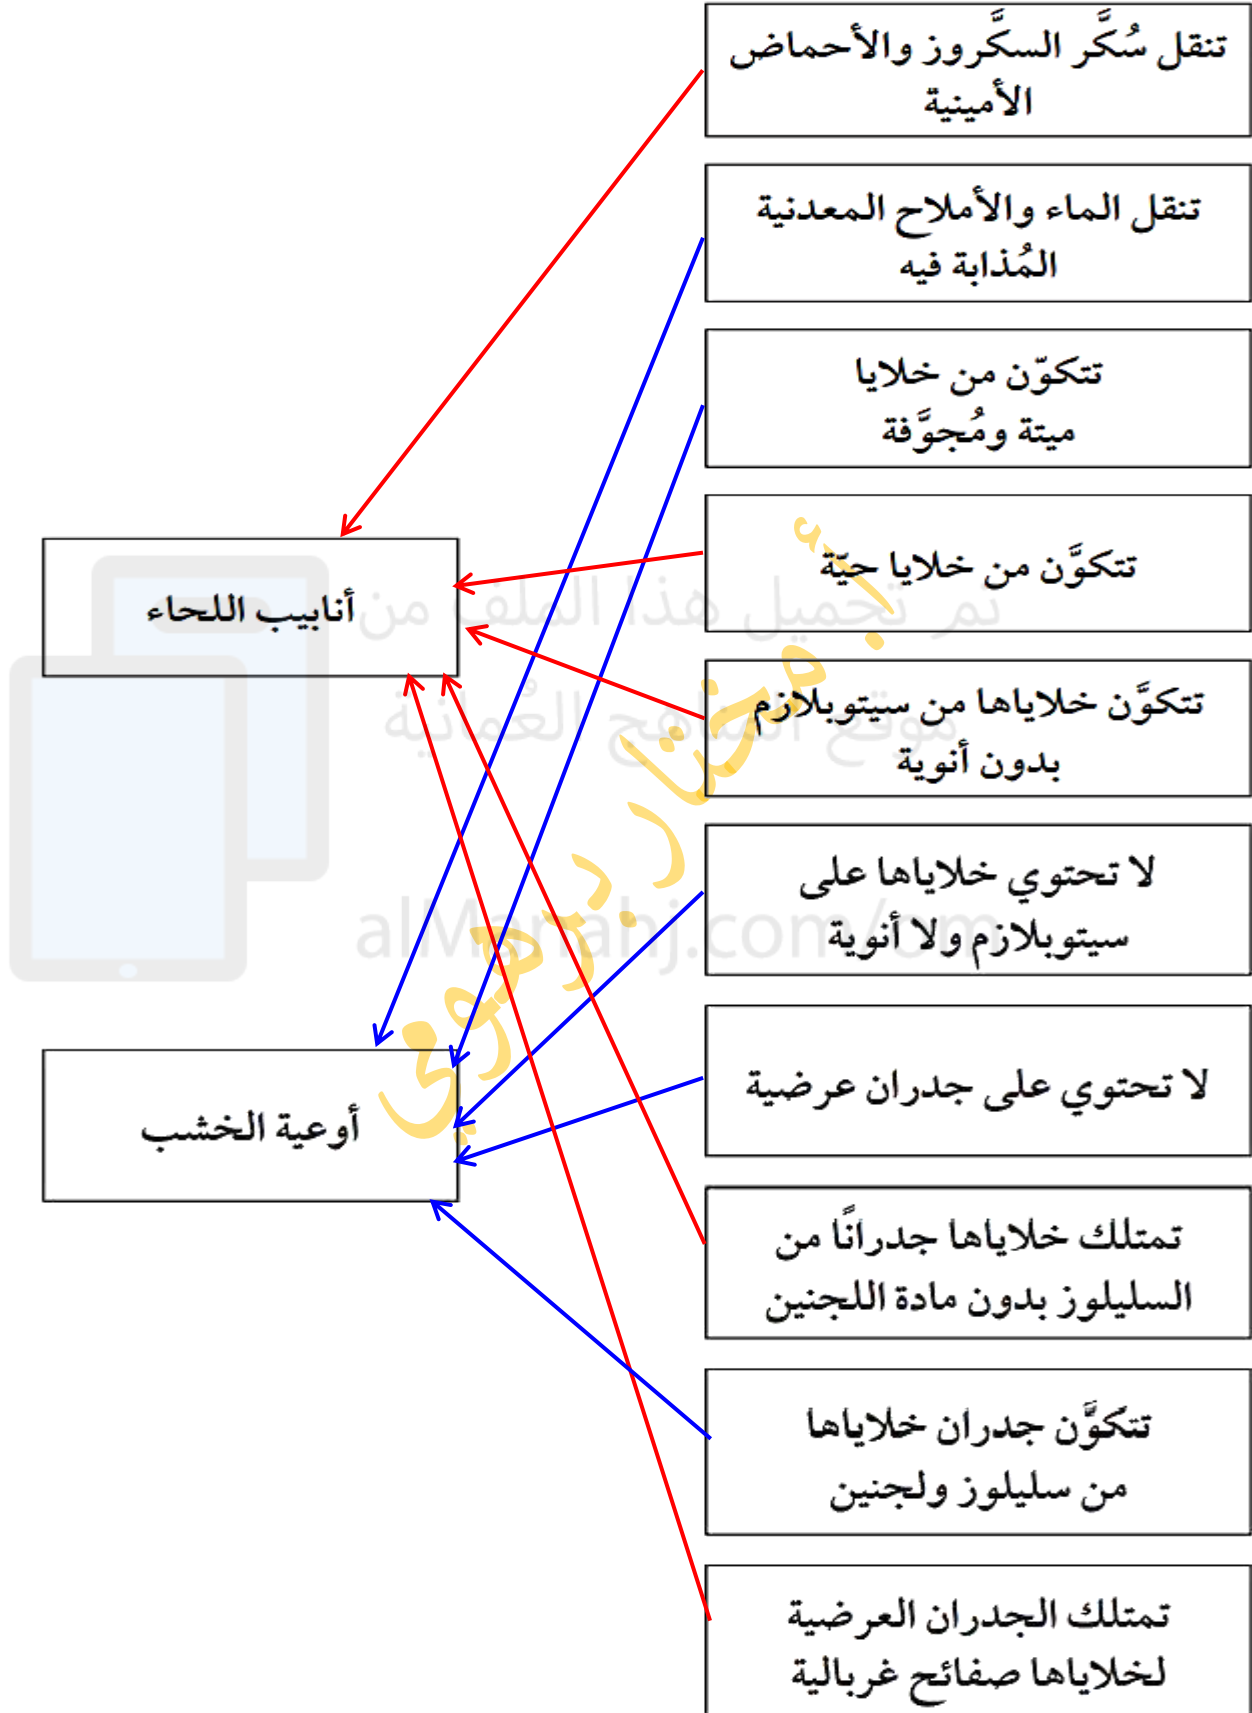 تنقل سُكَّر السكَّروز والأحماض
الأمينية
تنقل الماء والأملاح المعدنية
المُذابة فيه
تتكوّن من خلايا
ميتة ومُجوَّفة
تتكوَّن من خلايا حيّة
أنابيب اللحاء
تم تحميل هذا الملف من
تتكوَّن خلاياها من سيتوبلازم
بدون أنوية
موقع المناهج العُمانية
لا تحتوي خلاياها على
سيتوبلازم ولا أنوية
alManahj.com/om
أ. مختار برهومي
لا تحتوي على جدران عرضية
أوعية الخشب
تمتلك خلاياها جدرانًا من
السليلوز بدون مادة اللجنين
تتكوَّن جدران خلاياها
من سليلوز ولجنين
تمتلك الجدران العرضية
لخلاياها صفائح غربالية